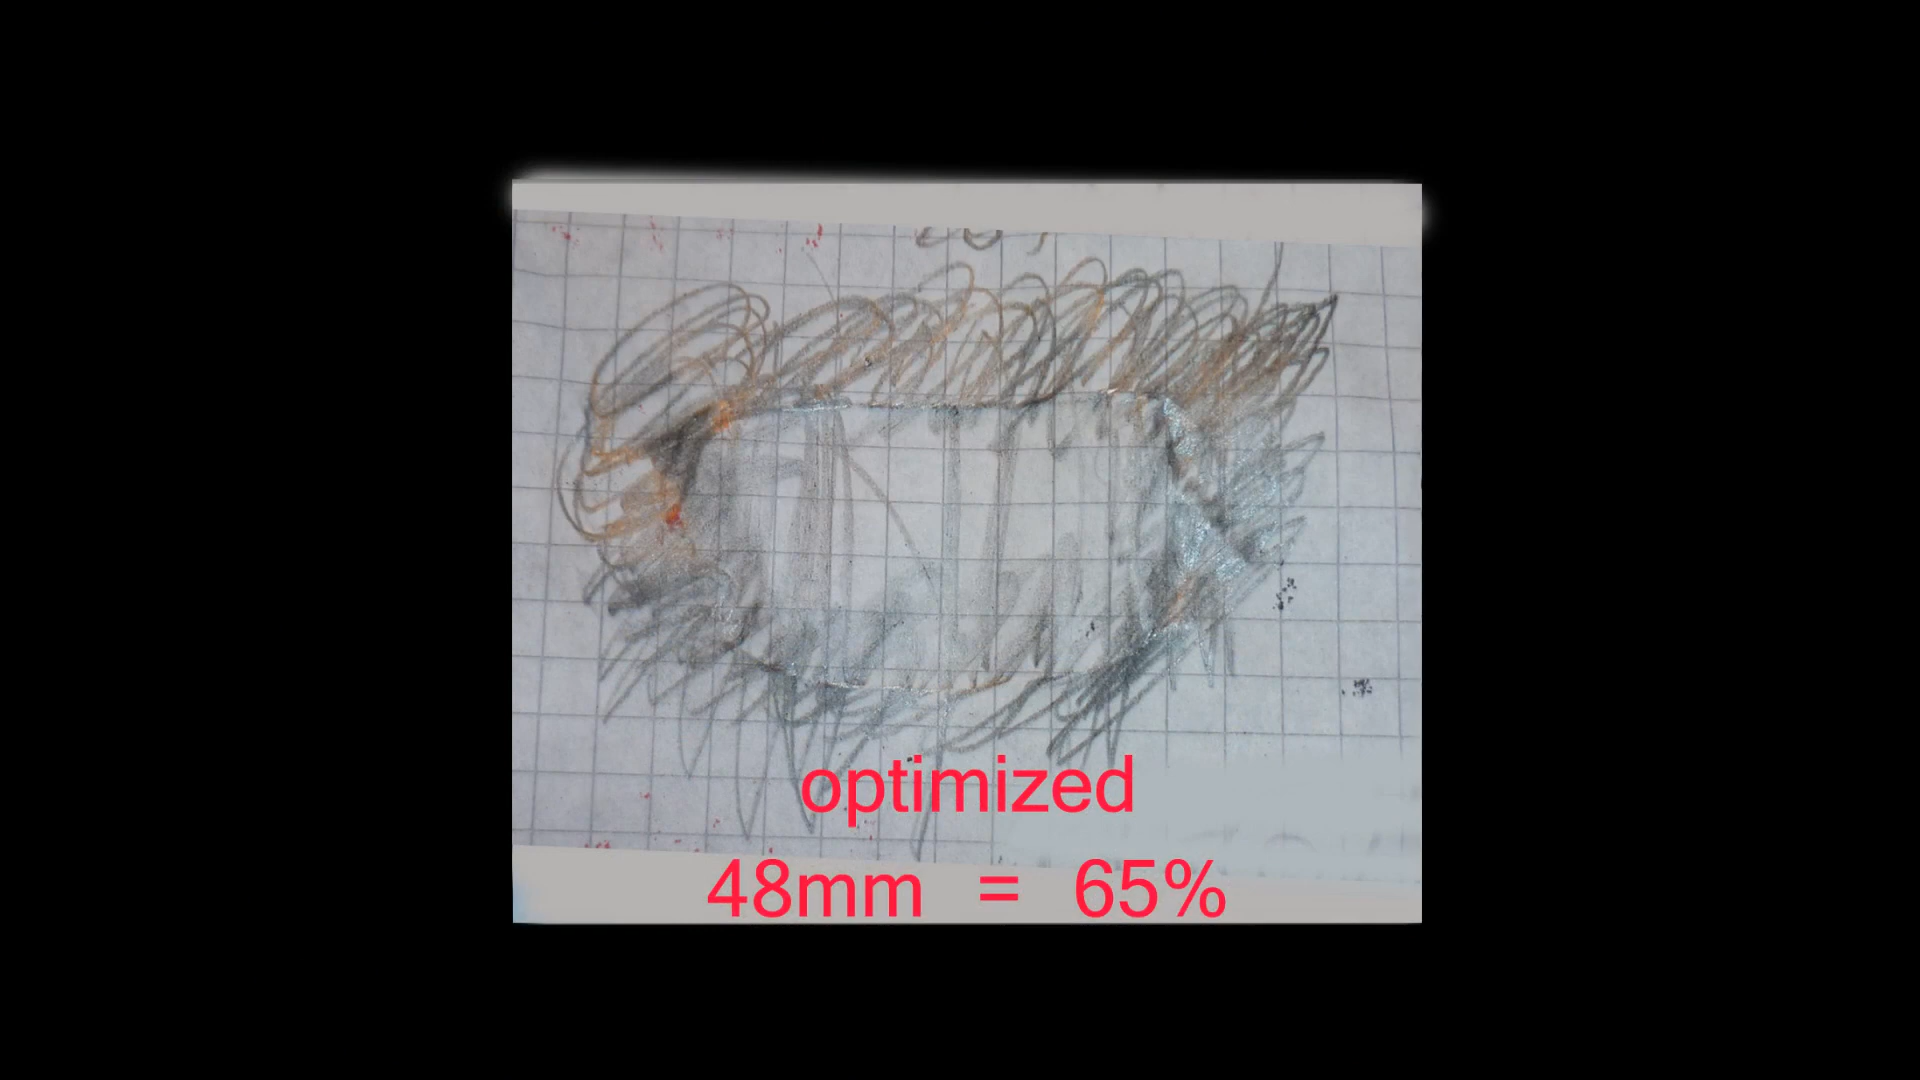 optimized
48mm = 65%